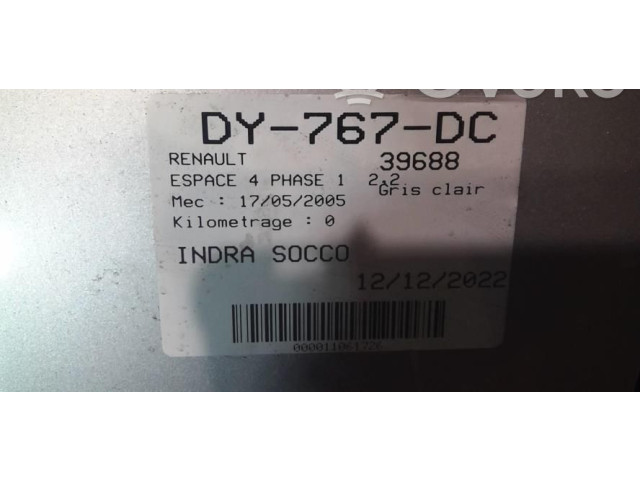 DY-767-DC
RENAULT 39688
ESPACE 4 PHASE 1 2.2
Gris clair
Mec : 17/05/2005
Kilometrage : 0
INDRA SOCCO
12/12/2022